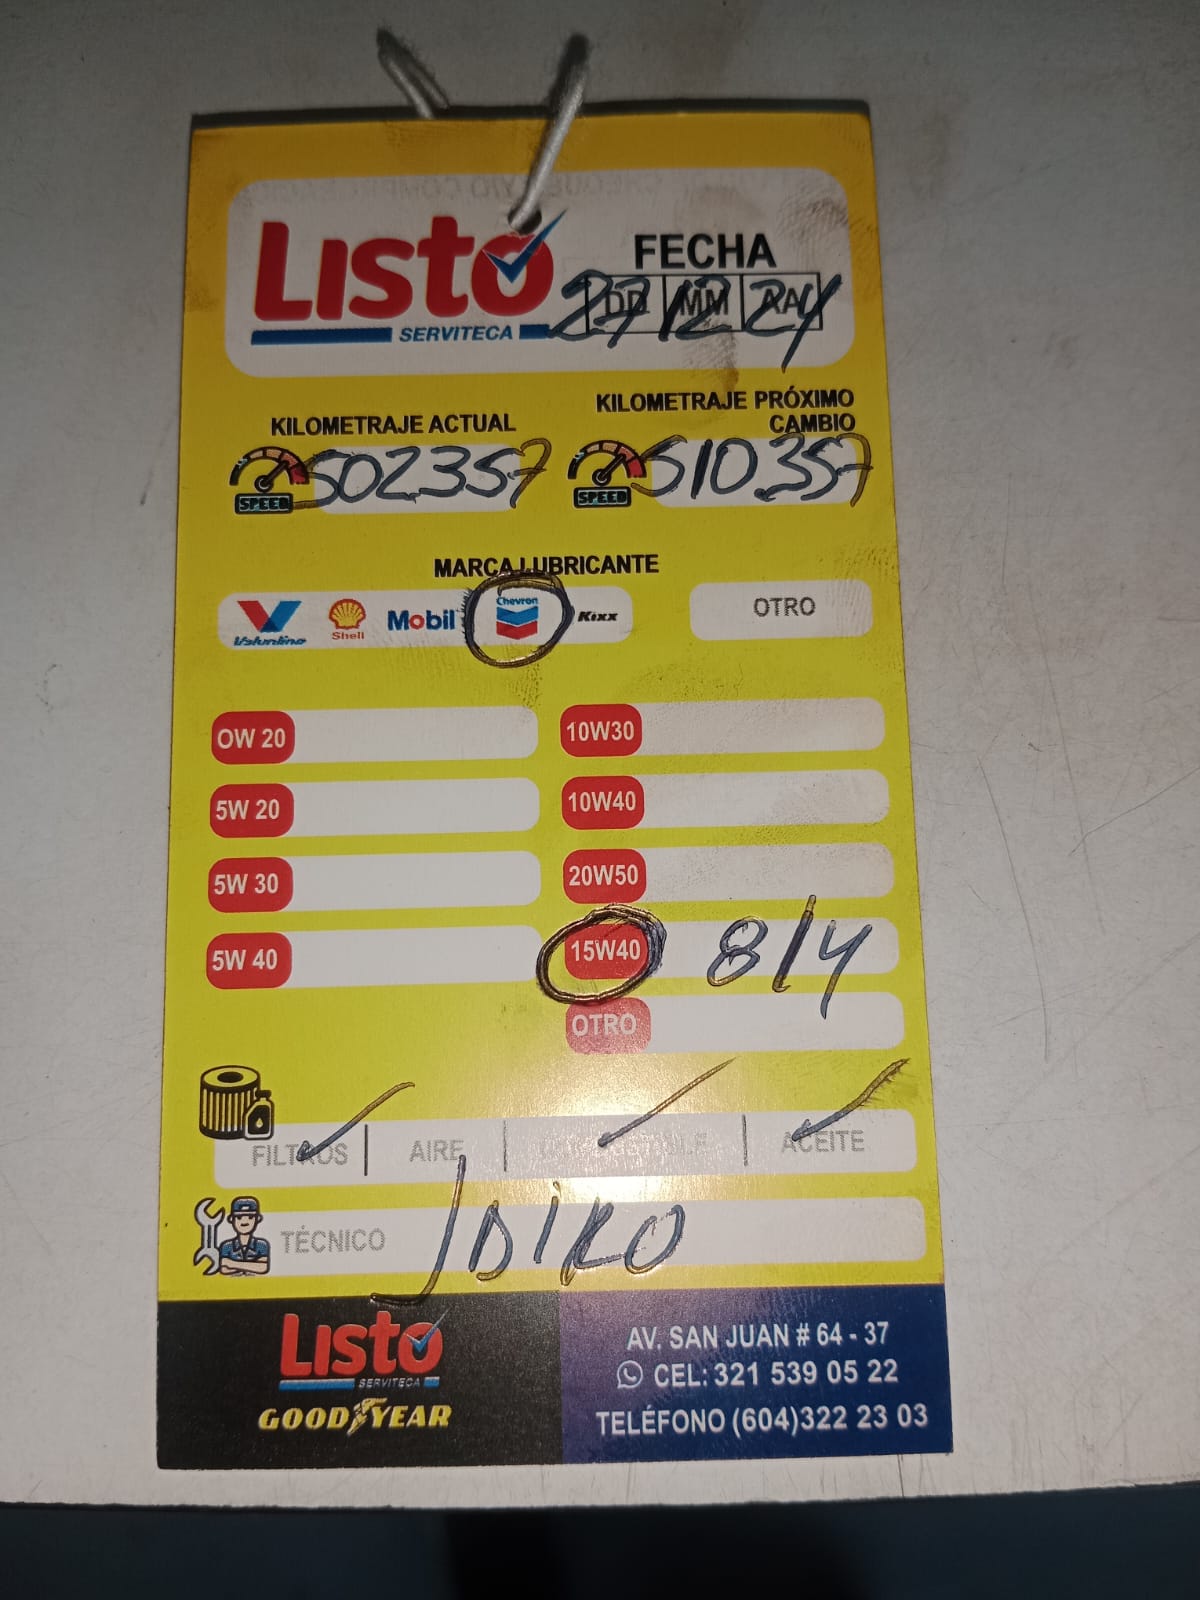 Listo
SERVITECA
FECHA
DD MM AA
27 12 24
KILOMETRAJE ACTUAL
KILOMETRAJE PRÓXIMO CAMBIO
SPEED 502357
SPEED 510357
MARCA LUBRICANTE
Valvoline Shell Mobil Chevron Kixx OTRO
0W 20 10W30
5W 20 10W40
5W 30 20W50
5W 40 15W40 8/4
OTRO
FILTROS AIRE COMBUSTIBLE ACEITE
TÉCNICO
Listo
SERVITECA
GOODYEAR
AV. SAN JUAN # 64 - 37
CEL: 321 539 05 22
TELÉFONO (604)322 23 03